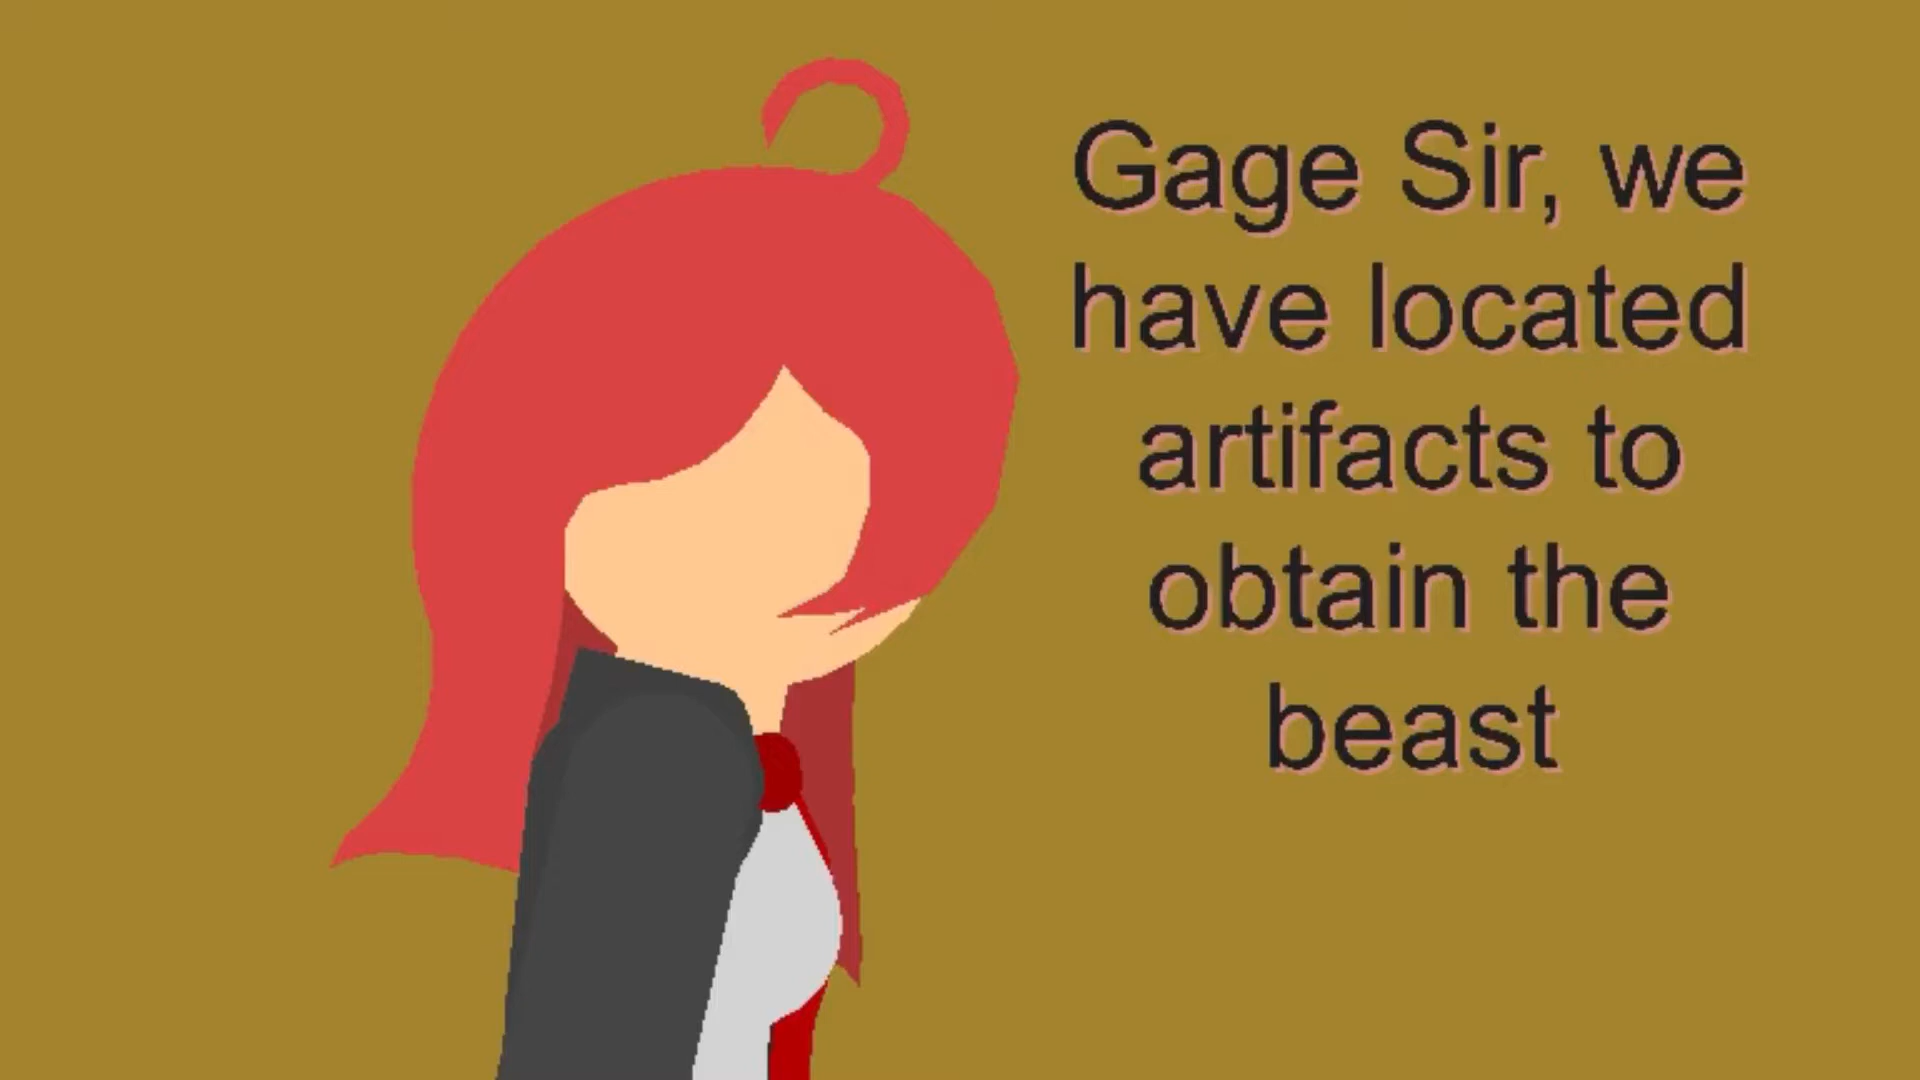 Gage Sir, we
have located
artifacts to
obtain the
beast